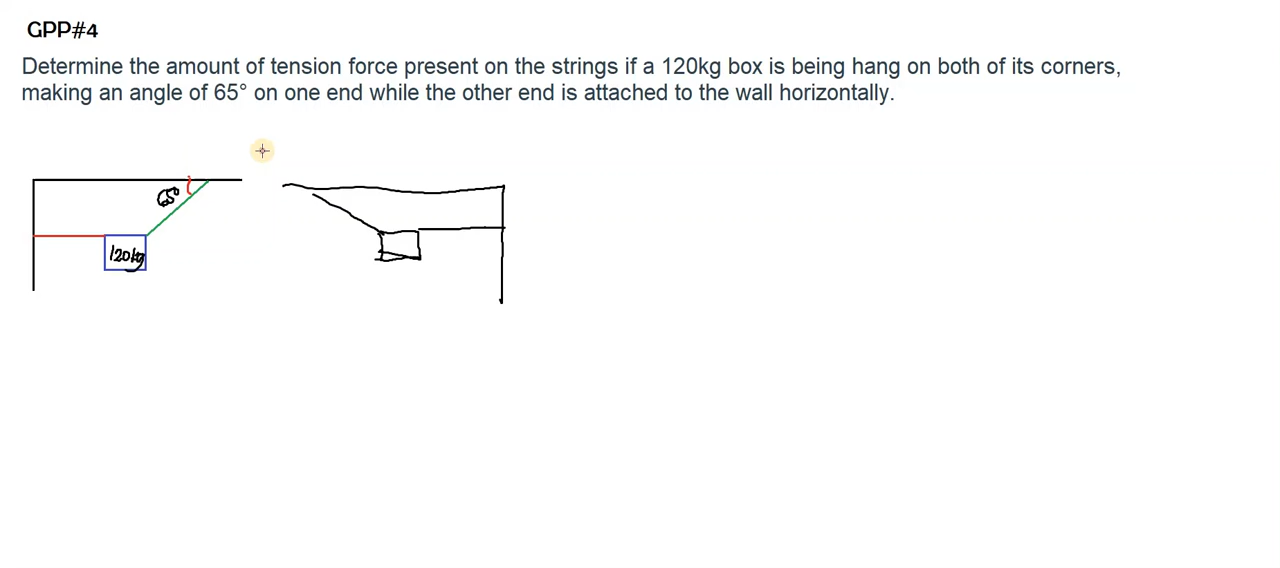 GPP#4
Determine the amount of tension force present on the strings if a 120kg box is being hang on both of its corners,
making an angle of 65° on one end while the other end is attached to the wall horizontally.
65°
120kg